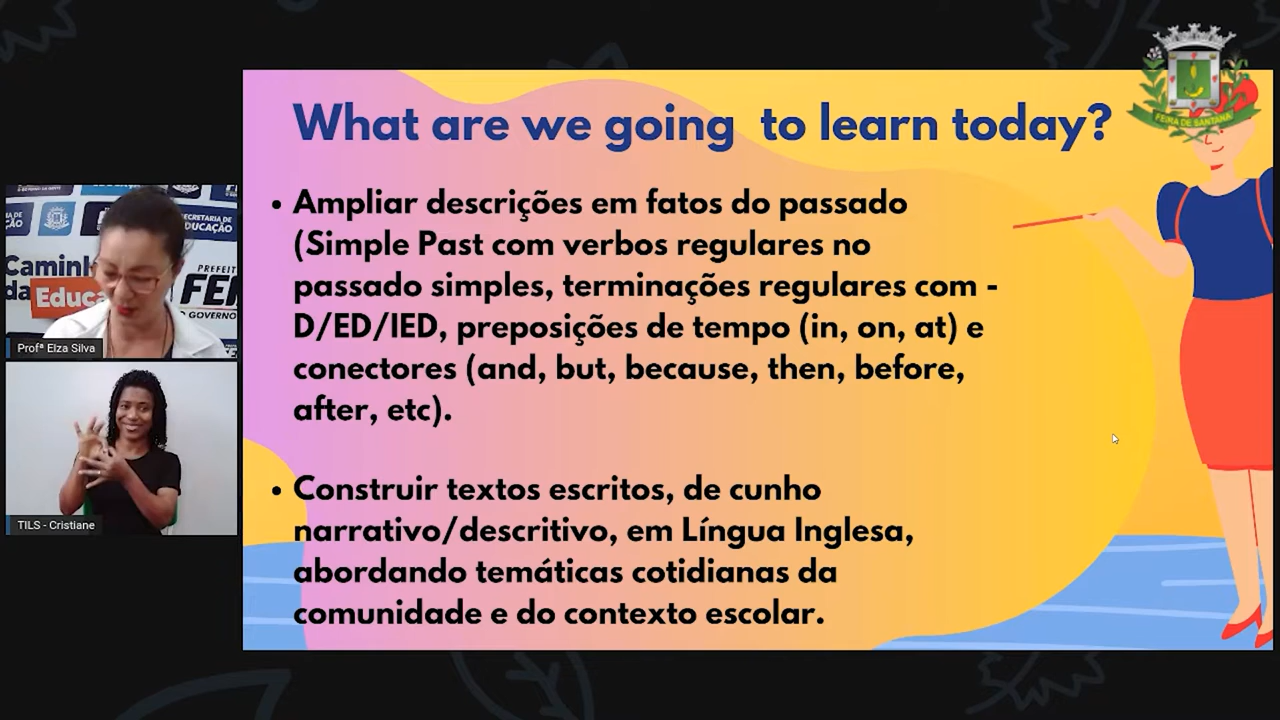 What are we going to learn today?
• Ampliar descrições em fatos do passado
(Simple Past com verbos regulares no
passado simples, terminações regulares com -
D/ED/IED, preposições de tempo (in, on, at) e
conectores (and, but, because, then, before,
after, etc).
• Construir textos escritos, de cunho
narrativo/descritivo, em Língua Inglesa,
abordando temáticas cotidianas da
comunidade e do contexto escolar.
FEIRA DE SANTANA
SECRETARIA DE
EDUCAÇÃO
Caminh
da
Educa
PREFEIT
FEI
GOVERNO
Profª Elza Silva
TILS - Cristiane